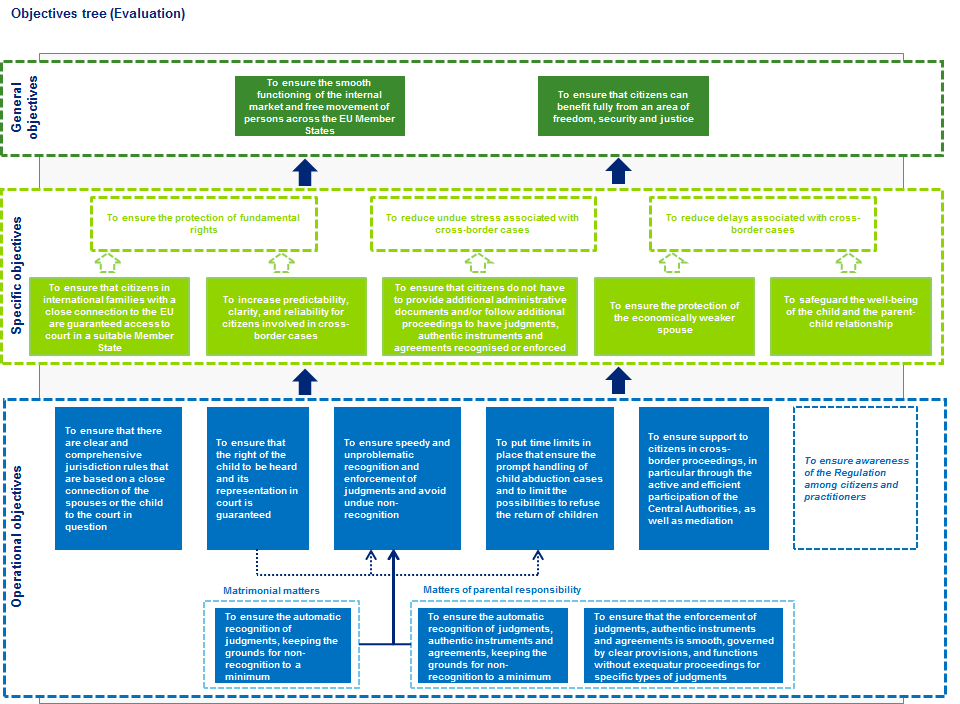 Objectives tree (Evaluation)
General
objectives
To ensure the smooth
functioning of the internal
market and free movement of
persons across the EU Member
States
To ensure that citizens can
benefit fully from an area of
freedom, security and justice
Specific objectives
To ensure the protection of fundamental
rights
To reduce undue stress associated with
cross-border cases
To reduce delays associated with cross-
border cases
To ensure that citizens in
international families with a
close connection to the EU
are guaranteed access to
court in a suitable Member
State
To increase predictability,
clarity, and reliability for
citizens involved in cross-
border cases
To ensure that citizens do not have
to provide additional administrative
documents and/or follow additional
proceedings to have judgments,
authentic instruments and
agreements recognised or enforced
To ensure the protection of
the economically weaker
spouse
To safeguard the well-being
of the child and the parent-
child relationship
Operational objectives
To ensure that there
are clear and
comprehensive
jurisdiction rules that
are based on a close
connection of the
spouses or the child
to the court in
question
To ensure that
the right of the
child to be heard
and its
representation in
court is
guaranteed
To ensure speedy and
unproblematic
recognition and
enforcement of
judgments and avoid
undue non-
recognition
To put time limits in
place that ensure the
prompt handling of
child abduction cases
and to limit the
possibilities to refuse
the return of children
To ensure support to
citizens in cross-
border proceedings, in
particular through the
active and efficient
participation of the
Central Authorities, as
well as mediation
To ensure awareness
of the Regulation
among citizens and
practitioners
Matrimonial matters
To ensure the automatic
recognition of
judgments, keeping the
grounds for non-
recognition to a
minimum
Matters of parental responsibility
To ensure the automatic
recognition of judgments,
authentic instruments and
agreements, keeping the
grounds for non-
recognition to a minimum
To ensure that the enforcement of
judgments, authentic instruments
and agreements is smooth, governed
by clear provisions, and functions
without exequatur proceedings for
specific types of judgments